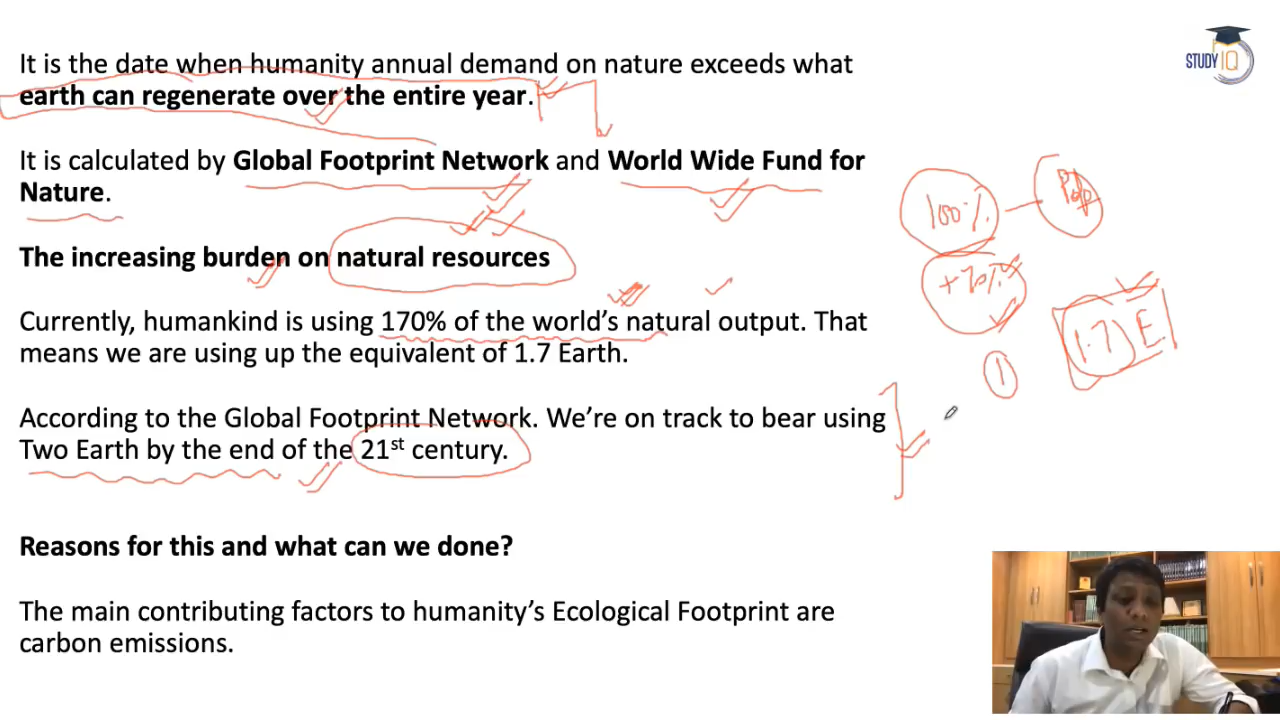 It is the date when humanity annual demand on nature exceeds what
earth can regenerate over the entire year.
STUDY IQ
It is calculated by Global Footprint Network and World Wide Fund for
Nature.
100%
Pop
The increasing burden on natural resources
+70%
Currently, humankind is using 170% of the world's natural output. That
means we are using up the equivalent of 1.7 Earth.
1.7 E
1
According to the Global Footprint Network. We're on track to bear using
Two Earth by the end of the 21st century.
Reasons for this and what can we done?
The main contributing factors to humanity's Ecological Footprint are
carbon emissions.